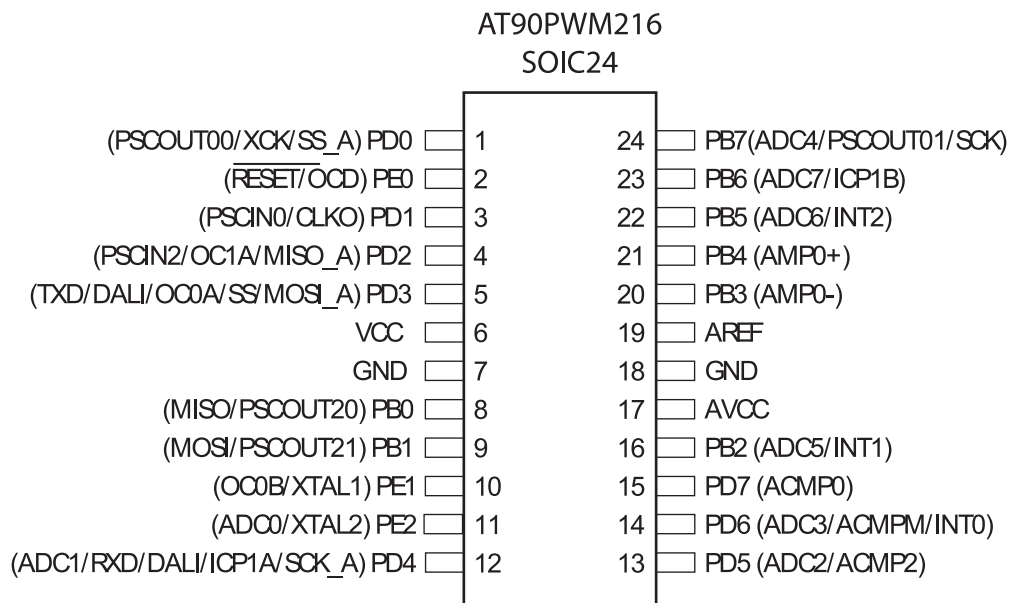 AT90PWM216
SOIC24
(PSCOUT00/XCK/SS_A) PD0 1 24 PB7(ADC4/PSCOUT01/SCK)
(RESET/OCD) PE0 2 23 PB6 (ADC7/ICP1B)
(PSCIN0/CLKO) PD1 3 22 PB5 (ADC6/INT2)
(PSCIN2/OC1A/MISO_A) PD2 4 21 PB4 (AMP0+)
(TXD/DALI/OC0A/SS/MOSI_A) PD3 5 20 PB3 (AMP0-)
VCC 6 19 AREF
GND 7 18 GND
(MISO/PSCOUT20) PB0 8 17 AVCC
(MOSI/PSCOUT21) PB1 9 16 PB2 (ADC5/INT1)
(OC0B/XTAL1) PE1 10 15 PD7 (ACMP0)
(ADC0/XTAL2) PE2 11 14 PD6 (ADC3/ACMPM/INT0)
(ADC1/RXD/DALI/ICP1A/SCK_A) PD4 12 13 PD5 (ADC2/ACMP2)